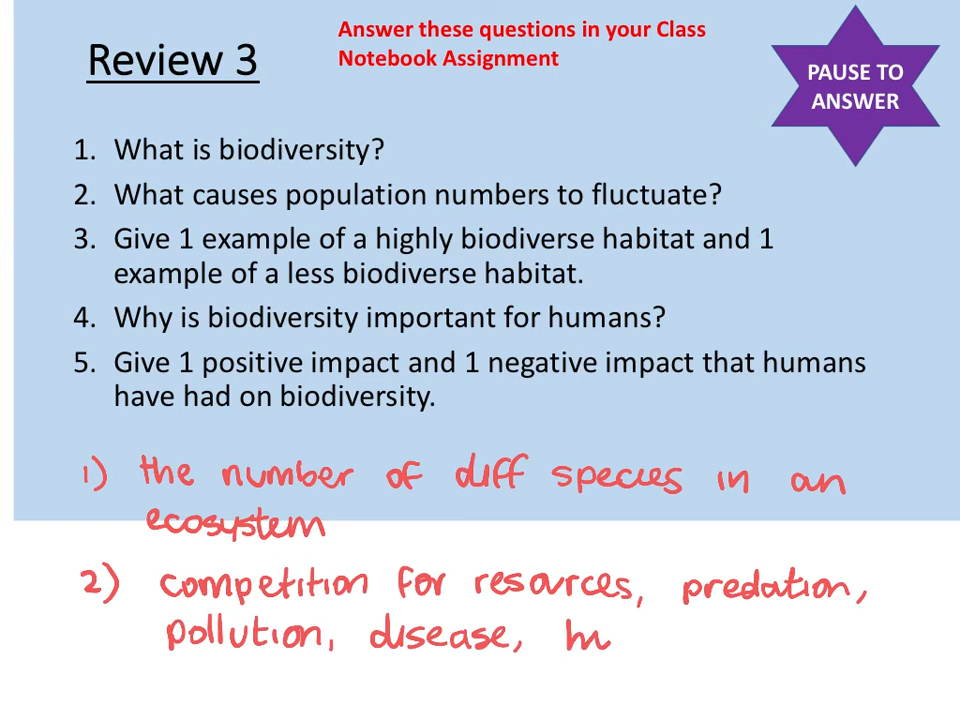 Review 3
Answer these questions in your Class
Notebook Assignment
PAUSE TO
ANSWER
1. What is biodiversity?
2. What causes population numbers to fluctuate?
3. Give 1 example of a highly biodiverse habitat and 1
example of a less biodiverse habitat.
4. Why is biodiversity important for humans?
5. Give 1 positive impact and 1 negative impact that humans
have had on biodiversity.
1) the number of diff species in an
ecosystem
2) competition for resources, predation,
pollution, disease,